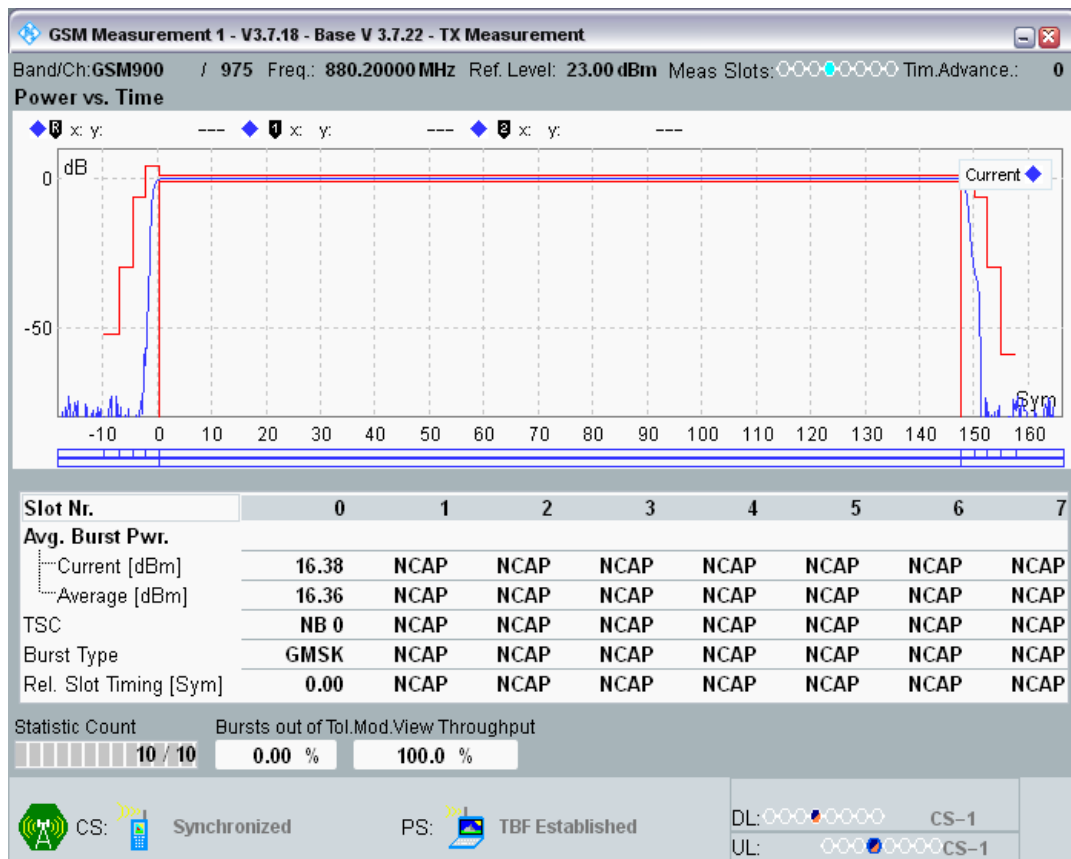 GSM Measurement 1 - V3.7.18 - Base V 3.7.22 - TX Measurement
Band/Ch:GSM900 / 975 Freq.: 880.20000 MHz Ref. Level: 23.00 dBm Meas Slots: Tim.Advance.: 0
Power vs. Time
R x: y: --- 1 x: y: --- 2 x: y: ---
dB
Current
0
-50
Sym
-10 0 10 20 30 40 50 60 70 80 90 100 110 120 130 140 150 160
Slot Nr. 0 1 2 3 4 5 6 7
Avg. Burst Pwr.
Current [dBm] 16.38 NCAP NCAP NCAP NCAP NCAP NCAP NCAP
Average [dBm] 16.36 NCAP NCAP NCAP NCAP NCAP NCAP NCAP
TSC NB 0 NCAP NCAP NCAP NCAP NCAP NCAP NCAP
Burst Type GMSK NCAP NCAP NCAP NCAP NCAP NCAP NCAP
Rel. Slot Timing [Sym] 0.00 NCAP NCAP NCAP NCAP NCAP NCAP NCAP
Statistic Count Bursts out of Tol.Mod.View Throughput
10 / 10 0.00 % 100.0 %
CS: Synchronized PS: TBF Established
DL: CS-1
UL: CS-1